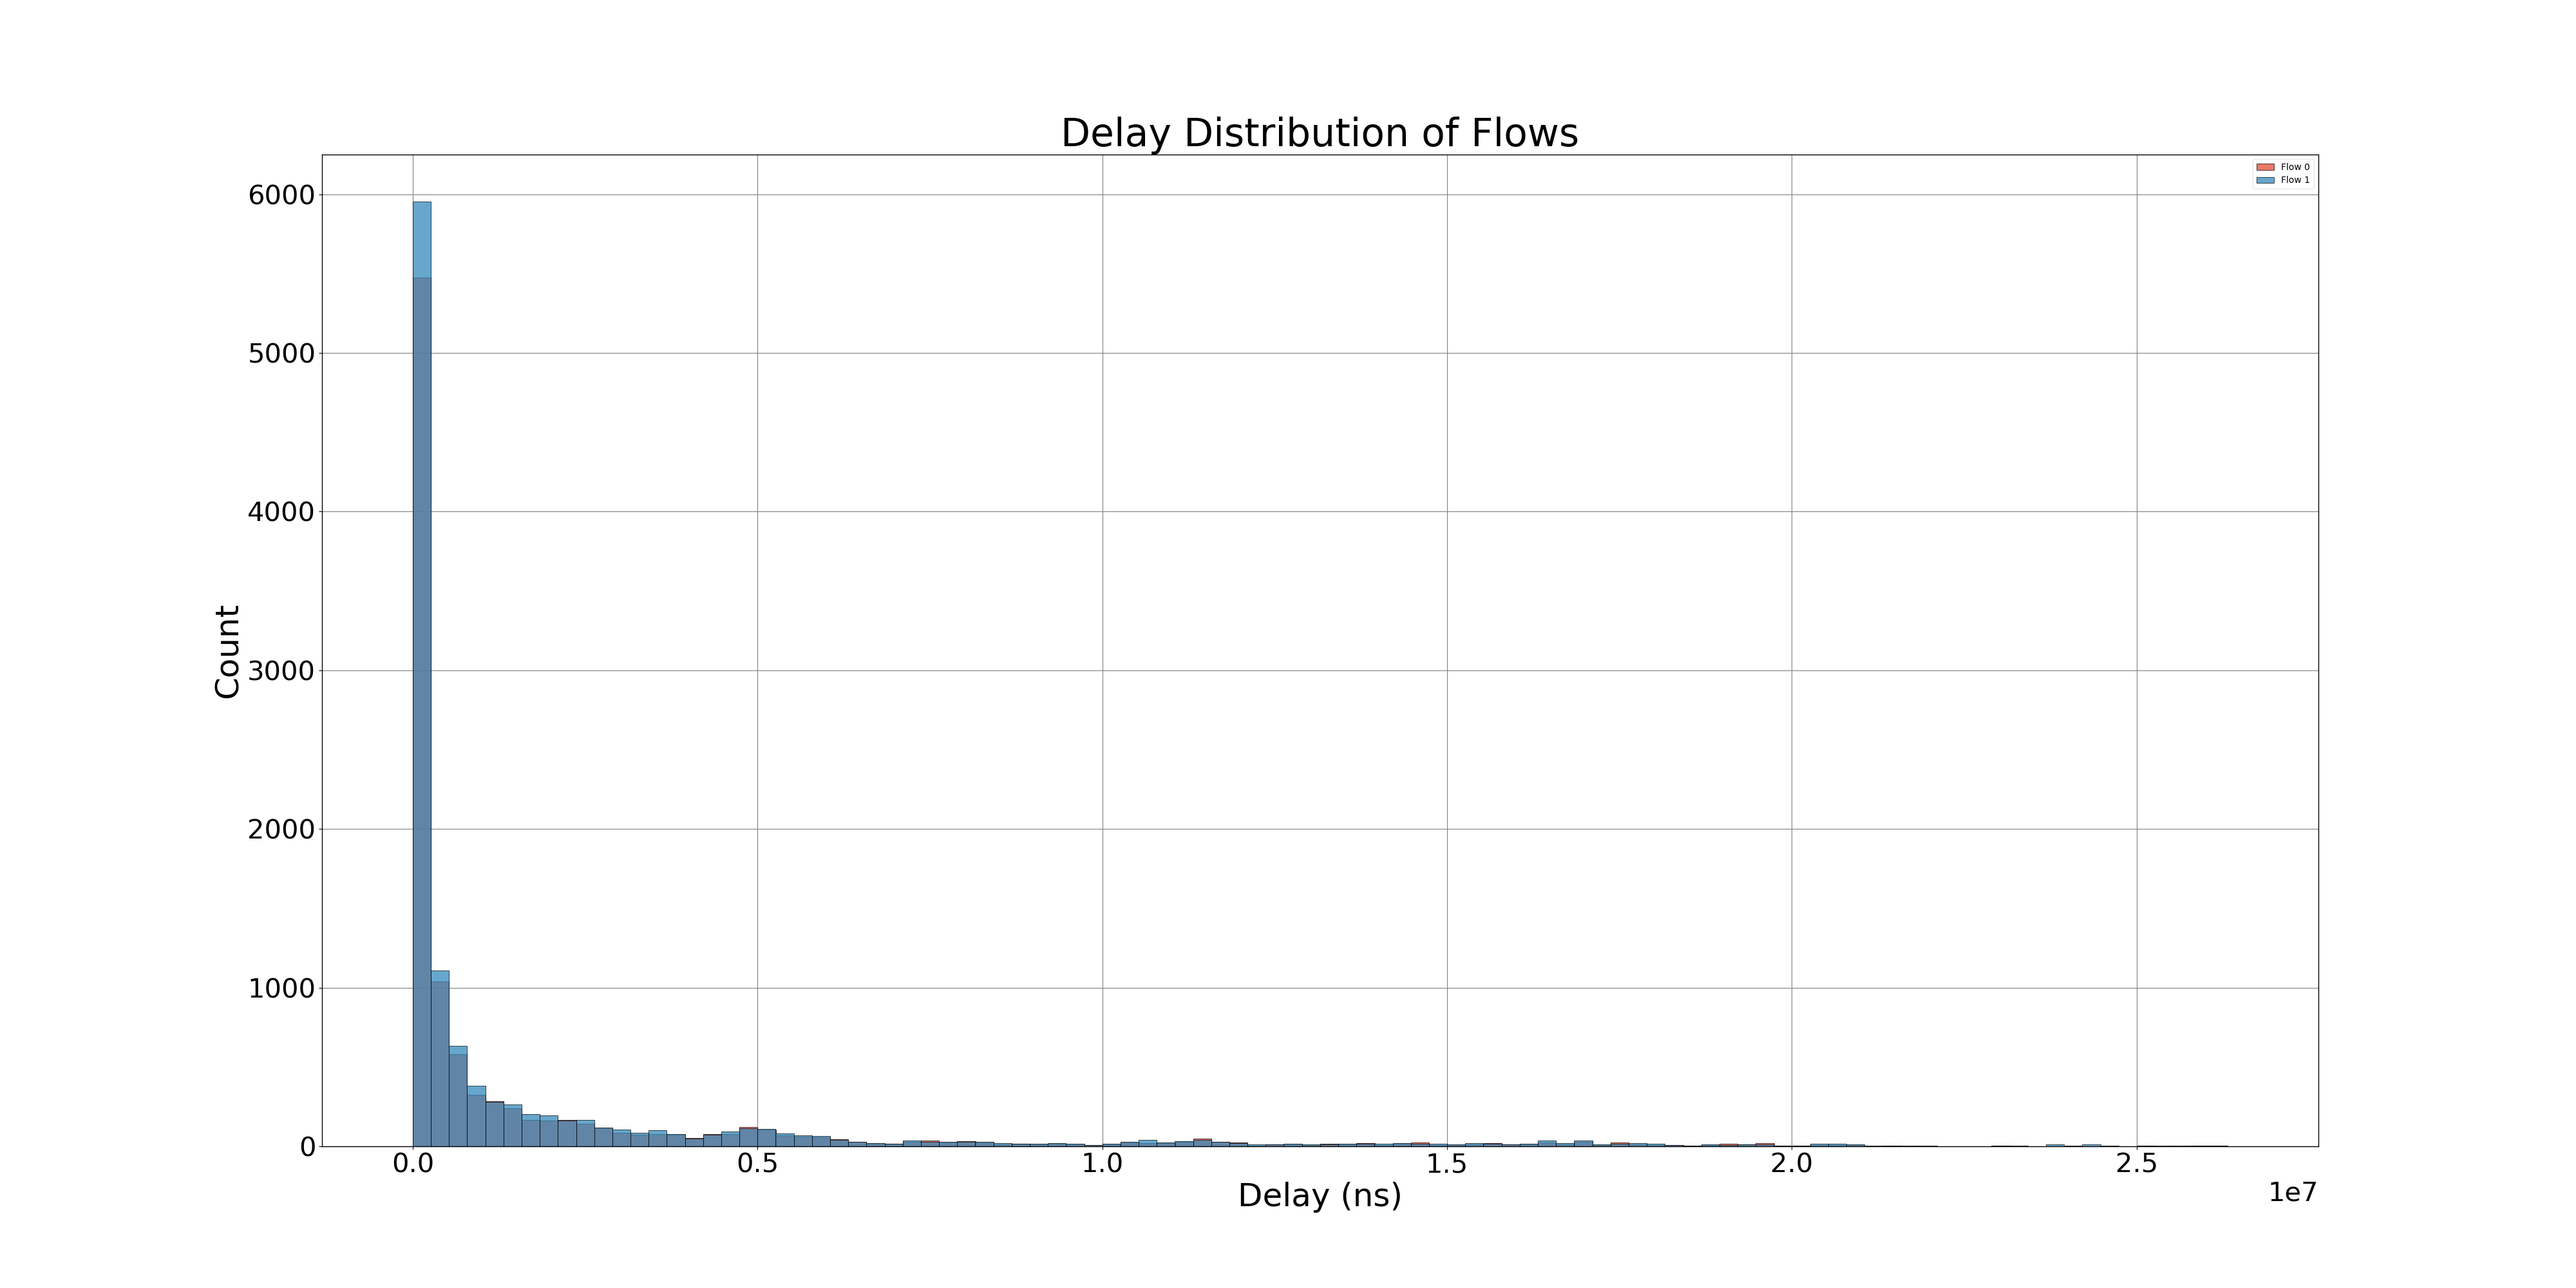 Delay Distribution of Flows
Flow 0
Flow 1
6000
5000
4000
3000
2000
1000
0
Count
0.0 0.5 1.0 1.5 2.0 2.5
1e7
Delay (ns)